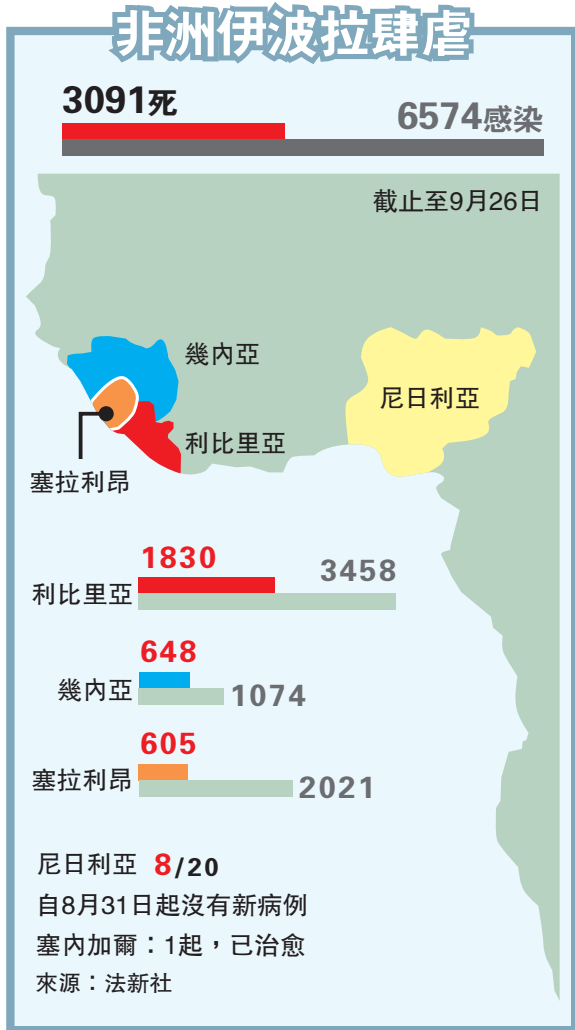 非洲伊波拉肆虐
3091死
6574感染
截止至9月26日
幾內亞
尼日利亞
利比里亞
塞拉利昂
1830
3458
利比里亞
648
幾內亞
1074
605
塞拉利昂
2021
尼日利亞 8/20
自8月31日起沒有新病例
塞內加爾：1起，已治愈
來源：法新社